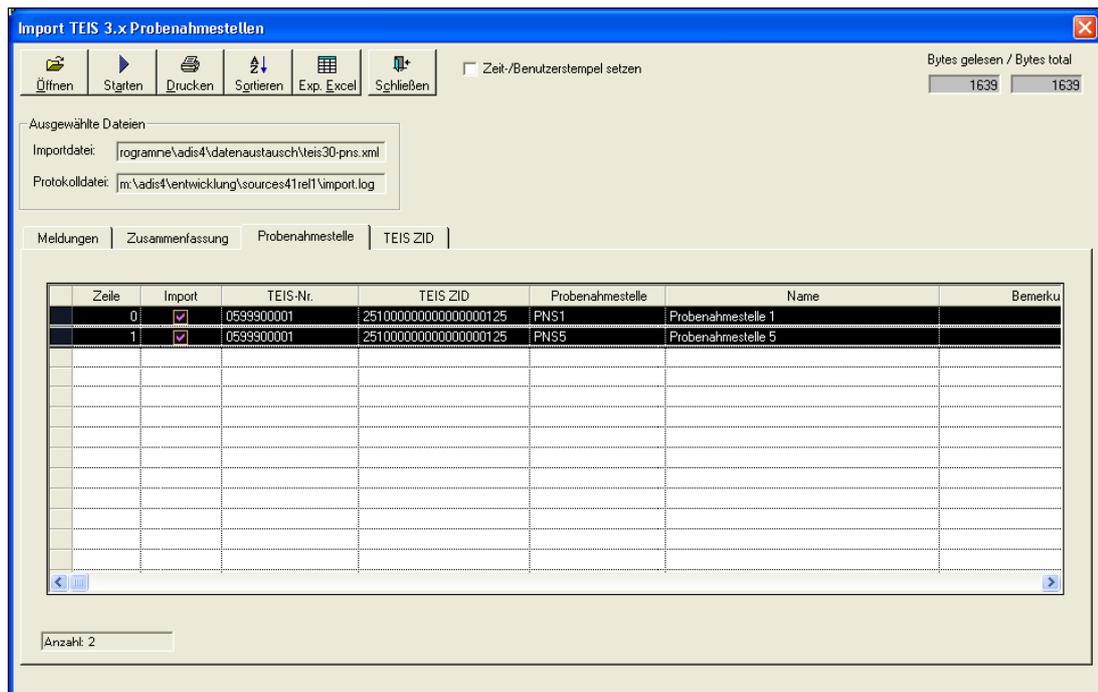 Import TEIS 3.x Probenahmestellen
Öffnen Starten Drucken Sortieren Exp. Excel Schließen
Zeit-/Benutzerstempel setzen
Bytes gelesen / Bytes total
1639 1639
Ausgewählte Dateien
Importdatei: rogramme\adis4\datenaustausch\teis30-pns.xml
Protokolldatei: m:\adis4\entwicklung\sources41rel1\import.log
Meldungen Zusammenfassung Probenahmestelle TEIS ZID
Zeile Import TEIS-Nr. TEIS ZID Probenahmestelle Name Bemerku
0 0599900001 251000000000000000125 PNS1 Probenahmestelle 1
1 0599900001 251000000000000000125 PNS5 Probenahmestelle 5
Anzahl: 2